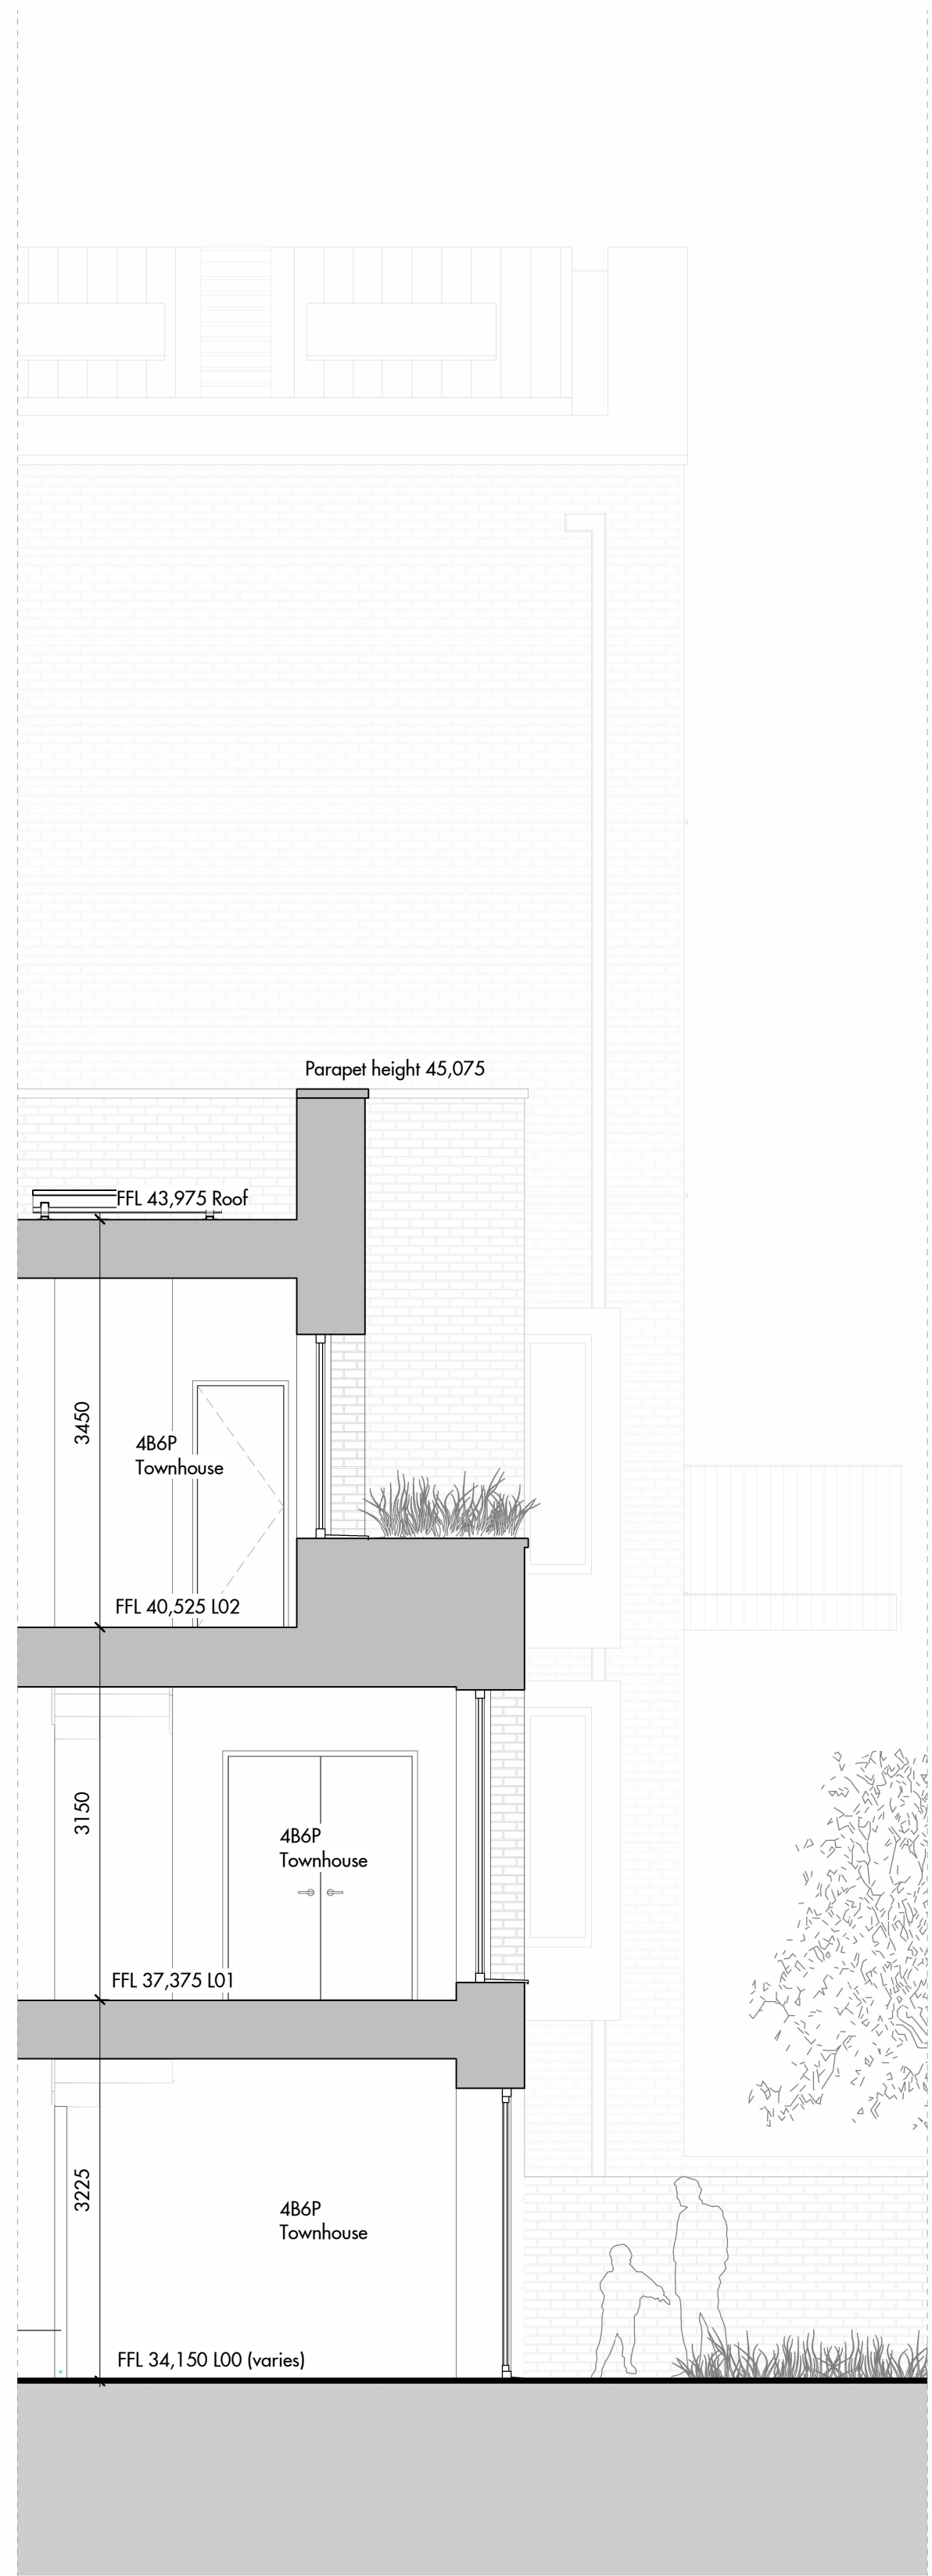 Parapet height 45,075
FFL 43,975 Roof
3450
4B6P
Townhouse
FFL 40,525 L02
3150
4B6P
Townhouse
FFL 37,375 L01
3225
4B6P
Townhouse
FFL 34,150 L00 (varies)